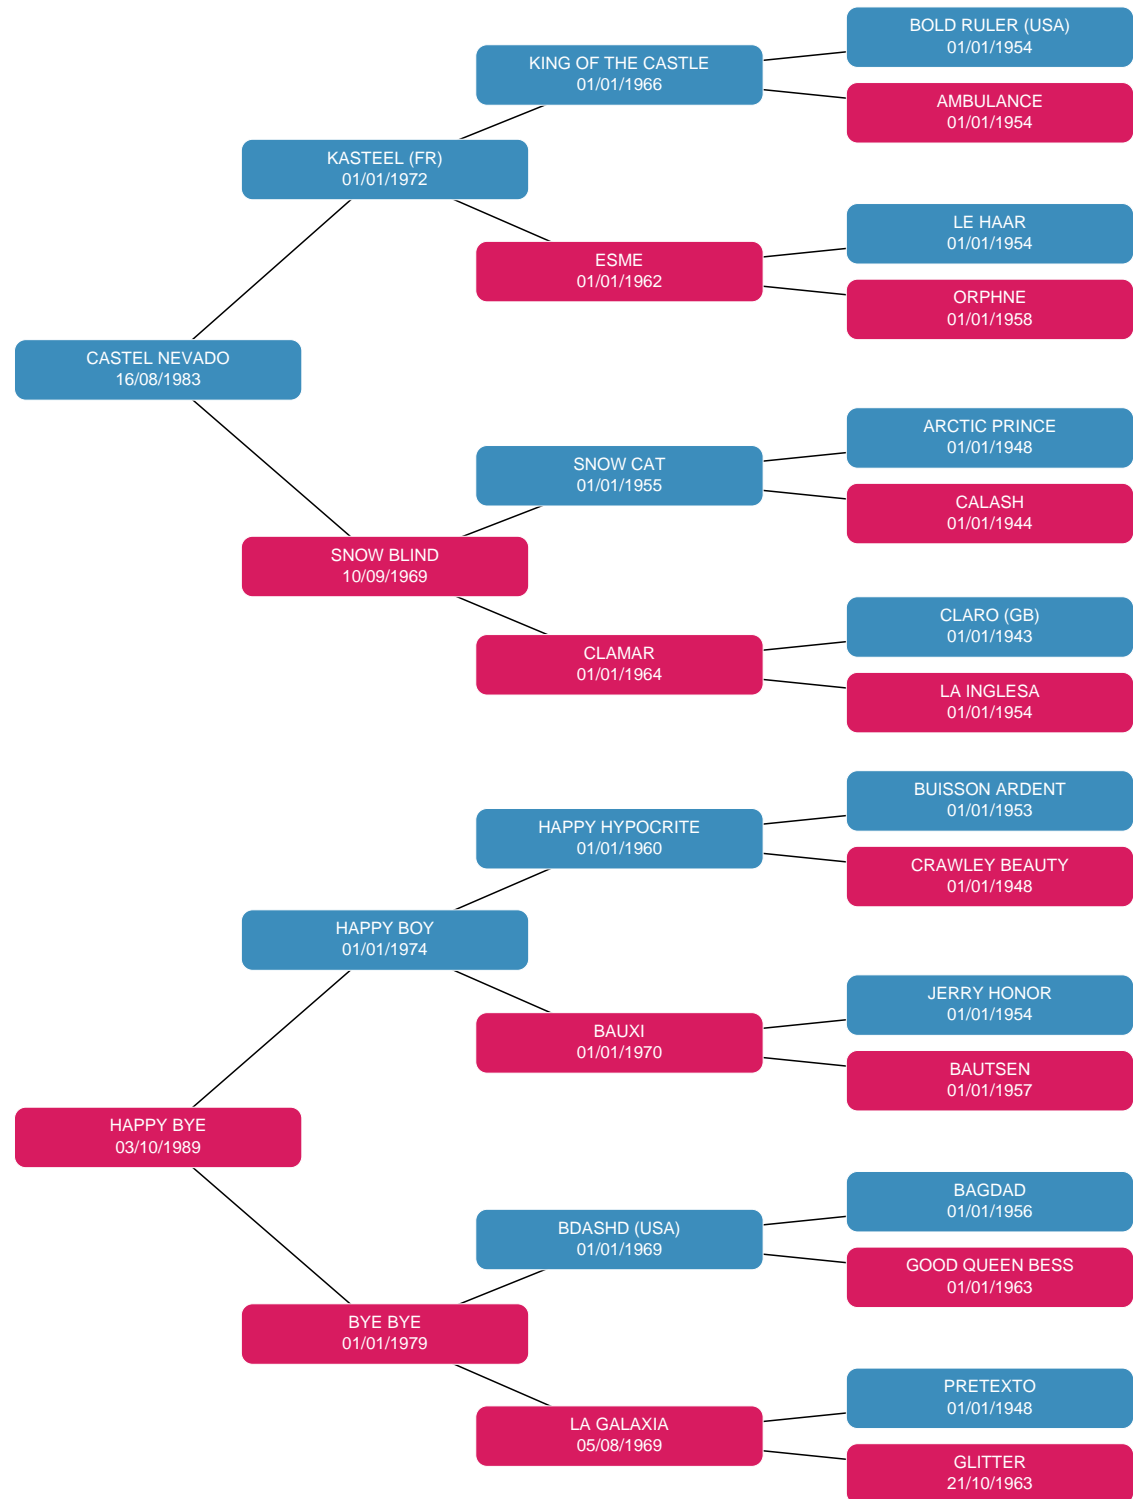 BOLD RULER (USA)
01/01/1954
KING OF THE CASTLE
01/01/1966
AMBULANCE
01/01/1954
KASTEEL (FR)
01/01/1972
LE HAAR
01/01/1954
ESME
01/01/1962
ORPHNE
01/01/1958
CASTEL NEVADO
16/08/1983
ARCTIC PRINCE
01/01/1948
SNOW CAT
01/01/1955
CALASH
01/01/1944
SNOW BLIND
10/09/1969
CLARO (GB)
01/01/1943
CLAMAR
01/01/1964
LA INGLESA
01/01/1954
BUISSON ARDENT
01/01/1953
HAPPY HYPOCRITE
01/01/1960
CRAWLEY BEAUTY
01/01/1948
HAPPY BOY
01/01/1974
JERRY HONOR
01/01/1954
BAUXI
01/01/1970
BAUTSEN
01/01/1957
HAPPY BYE
03/10/1989
BAGDAD
01/01/1956
BDASHD (USA)
01/01/1969
GOOD QUEEN BESS
01/01/1963
BYE BYE
01/01/1979
PRETEXTO
01/01/1948
LA GALAXIA
05/08/1969
GLITTER
21/10/1963